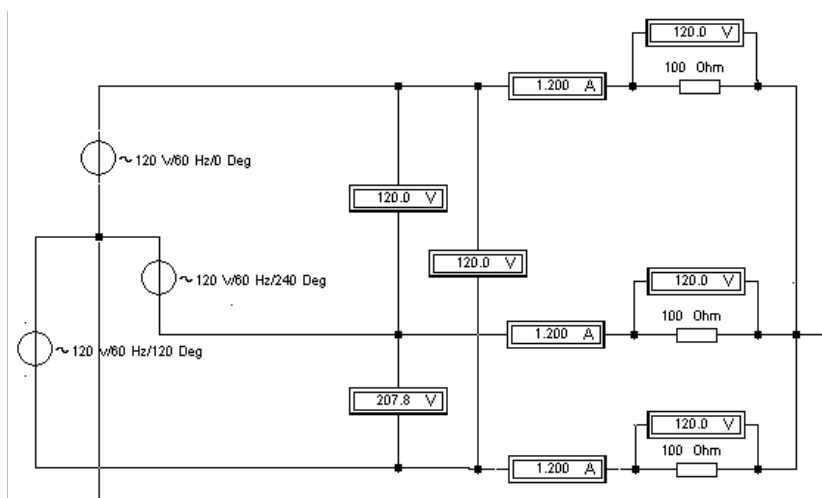 120.0 V
100 Ohm
1.200 A
~ 120 V/60 Hz/0 Deg
120.0 V
120.0 V
~ 120 V/60 Hz/240 Deg
120.0 V
100 Ohm
1.200 A
~ 120 V/60 Hz/120 Deg
207.8 V
120.0 V
100 Ohm
1.200 A